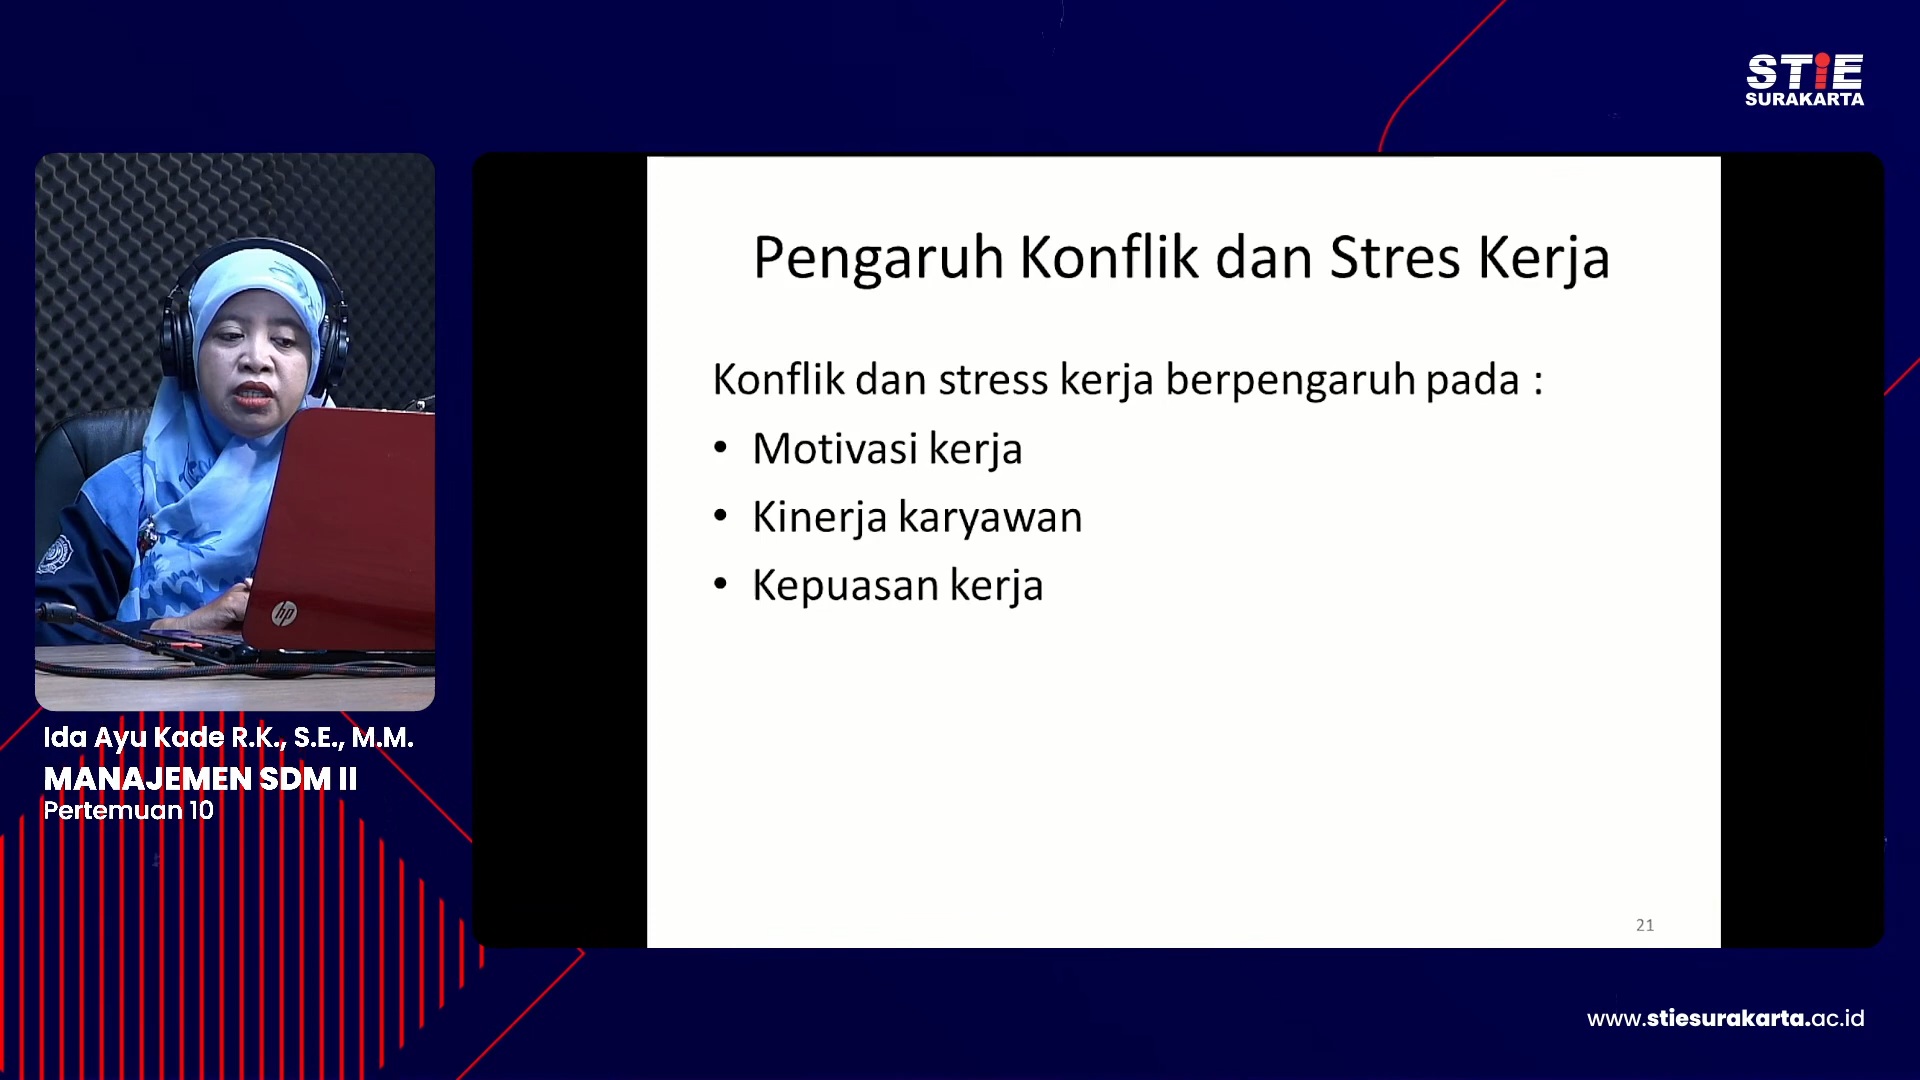 STiE
SURAKARTA
Pengaruh Konflik dan Stres Kerja
Konflik dan stress kerja berpengaruh pada :
• Motivasi kerja
• Kinerja karyawan
• Kepuasan kerja
21
hp
Ida Ayu Kade R.K., S.E., M.M.
MANAJEMEN SDM II
Pertemuan 10
www.stiesurakarta.ac.id